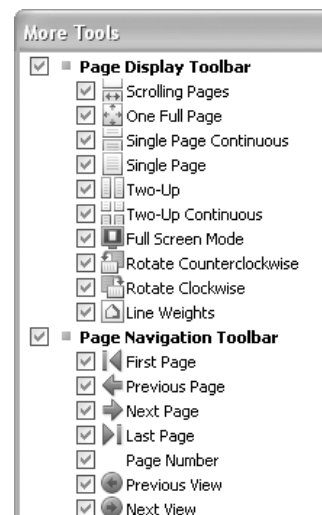 More Tools
Page Display Toolbar
Scrolling Pages
One Full Page
Single Page Continuous
Single Page
Two-Up
Two-Up Continuous
Full Screen Mode
Rotate Counterclockwise
Rotate Clockwise
Line Weights
Page Navigation Toolbar
First Page
Previous Page
Next Page
Last Page
Page Number
Previous View
Next View